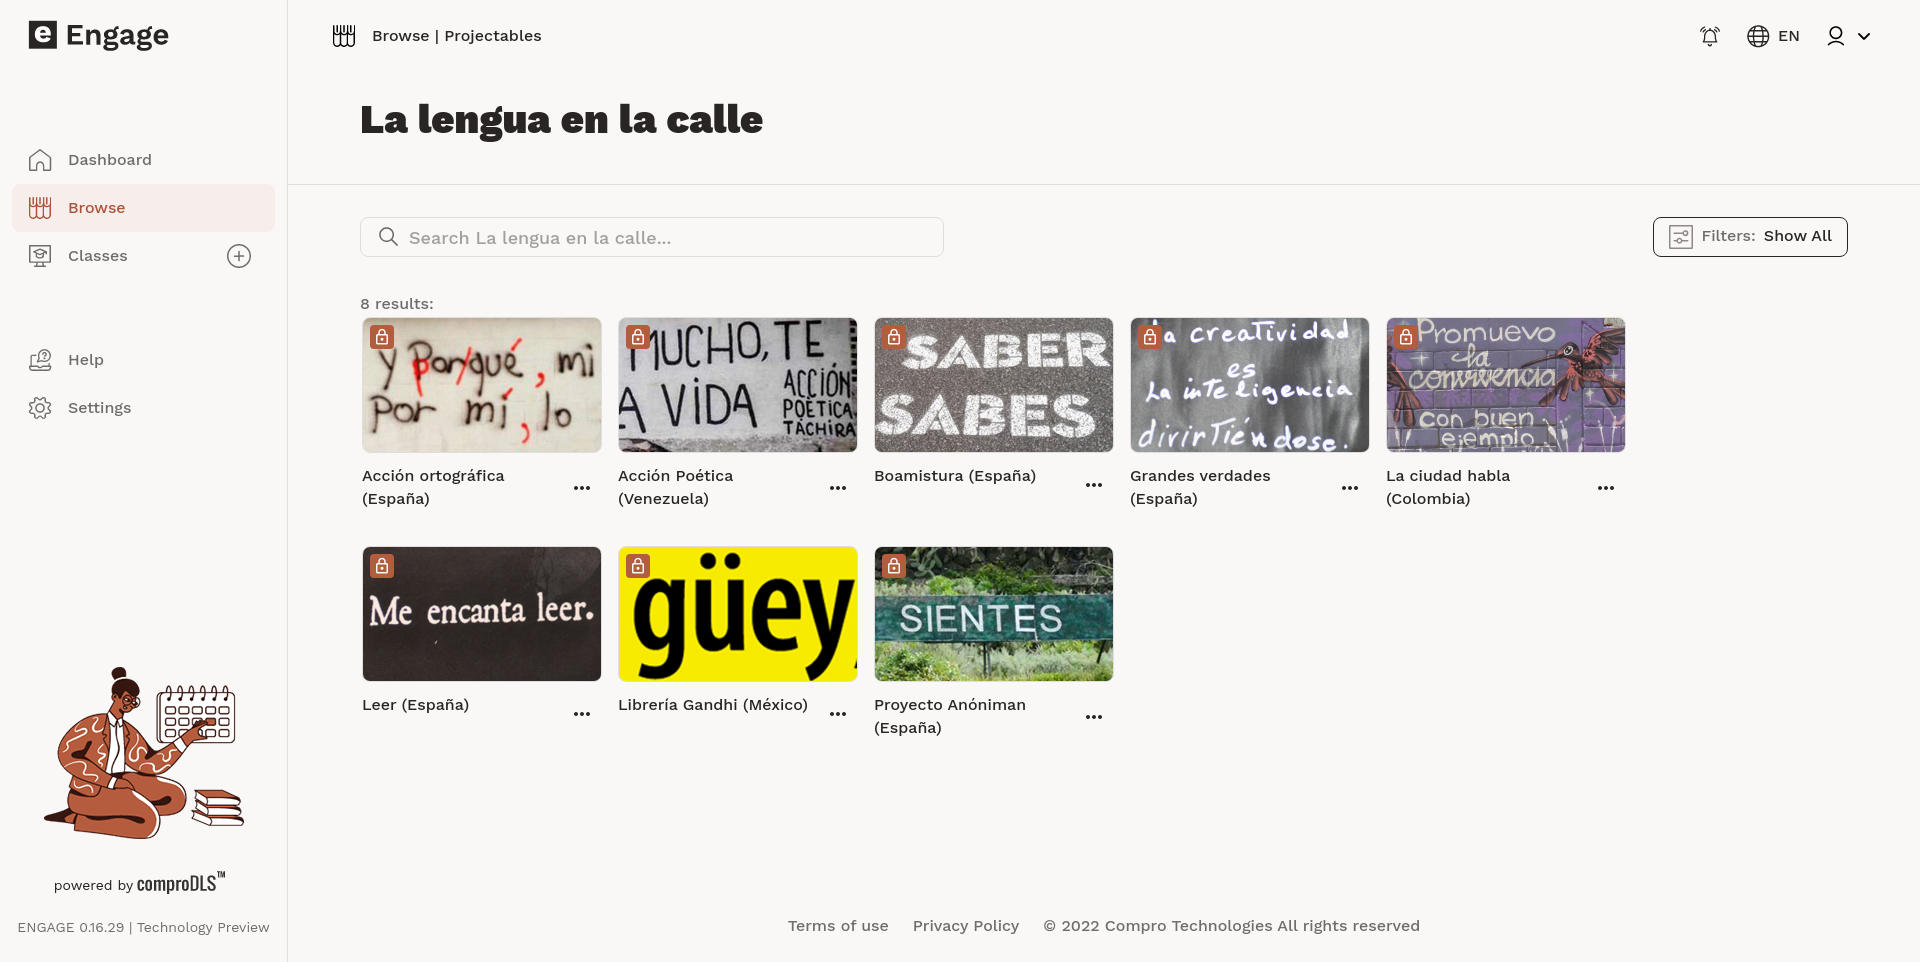 e Engage
Browse | Projectables
EN
La lengua en la calle
Dashboard
Browse
Classes
Help
Settings
Search La lengua en la calle...
Filters: Show All
8 results:
Y por qué, mi
por mí, lo
MUCHO, TE
A VIDA
ACCIÓN
POÉTICA
TÁCHIRA
SABER
SABES
la creatividad
es
La inteligencia
divirTiéndose.
Promuevo
la
convivencia
con buen
ejemplo
Acción ortográfica
(España)
Acción Poética
(Venezuela)
Boamistura (España)
Grandes verdades
(España)
La ciudad habla
(Colombia)
Me encanta leer.
güey,
SIENTES
Leer (España)
Librería Gandhi (México)
Proyecto Anóniman
(España)
powered by comproDLS™
ENGAGE 0.16.29 | Technology Preview
Terms of use
Privacy Policy
© 2022 Compro Technologies All rights reserved